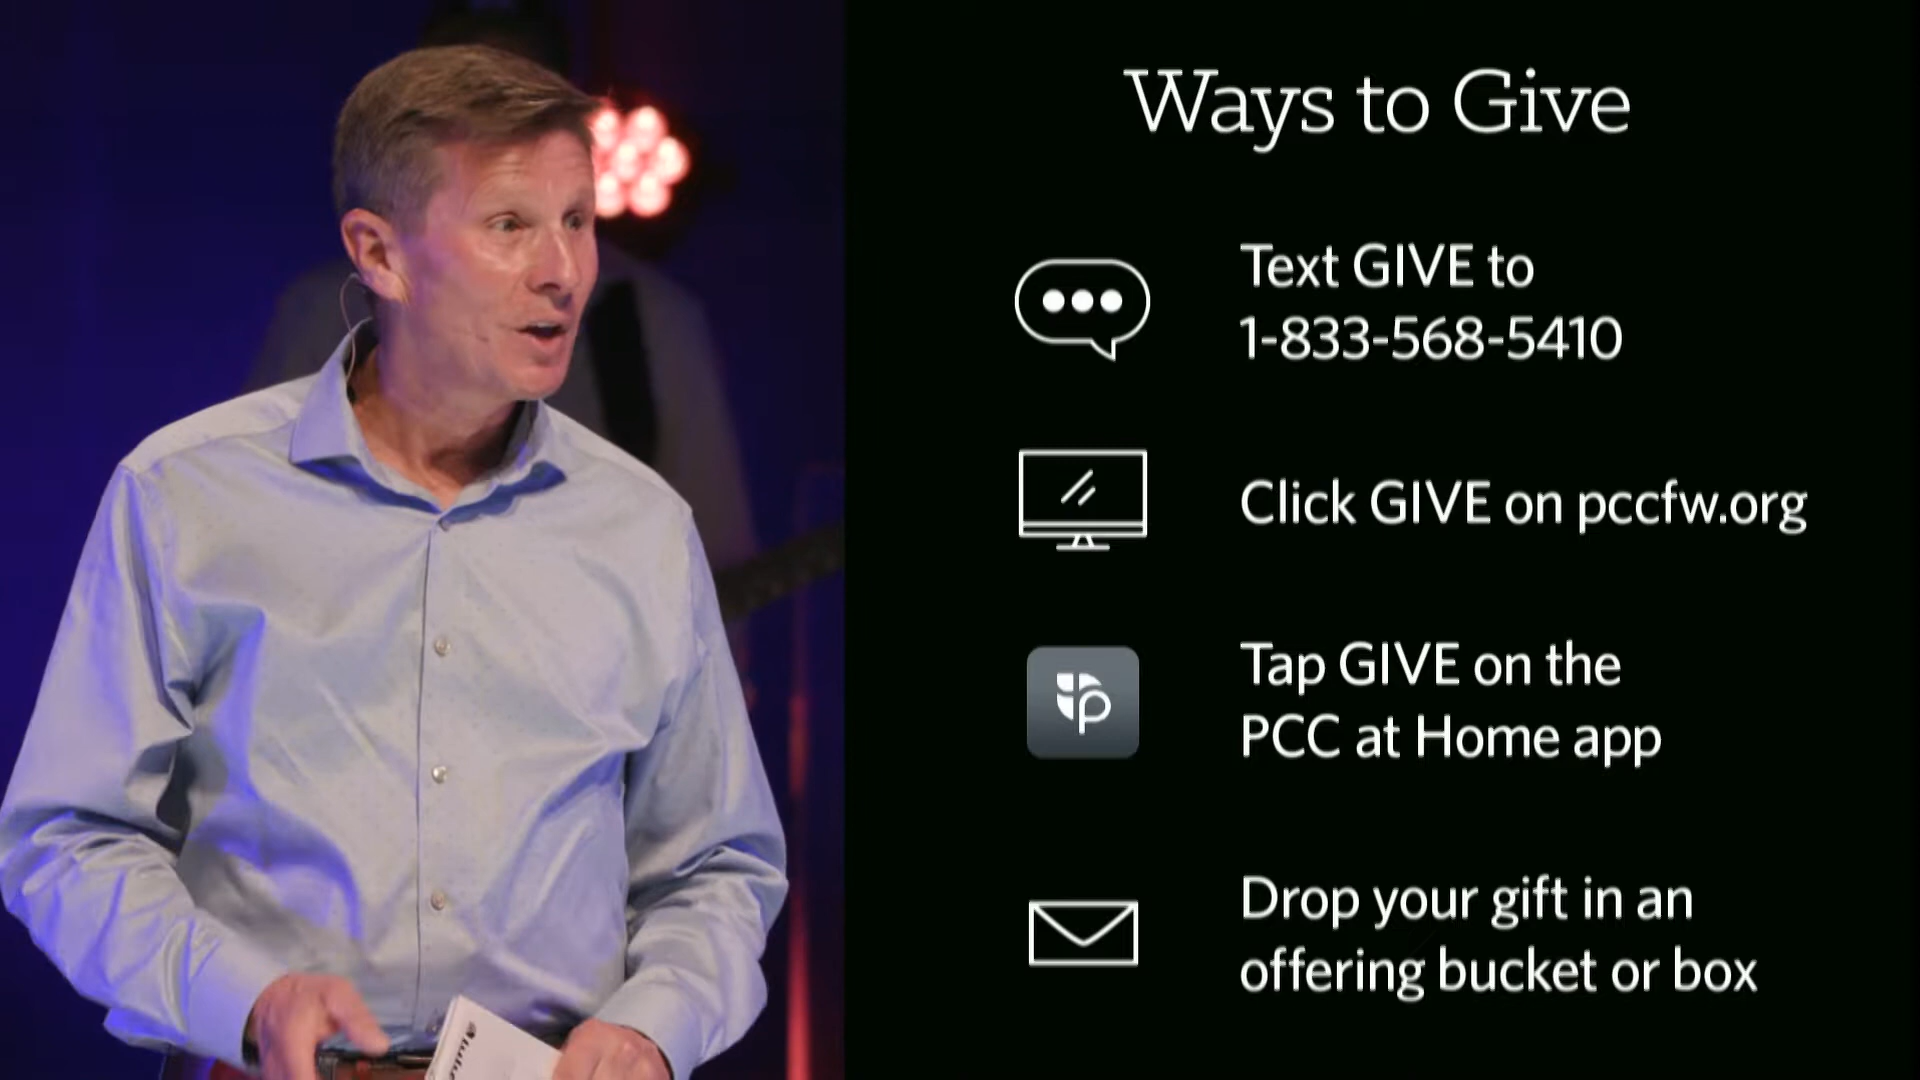 Ways to Give
Text GIVE to
1-833-568-5410
Click GIVE on pccfw.org
Tap GIVE on the
PCC at Home app
Drop your gift in an
offering bucket or box